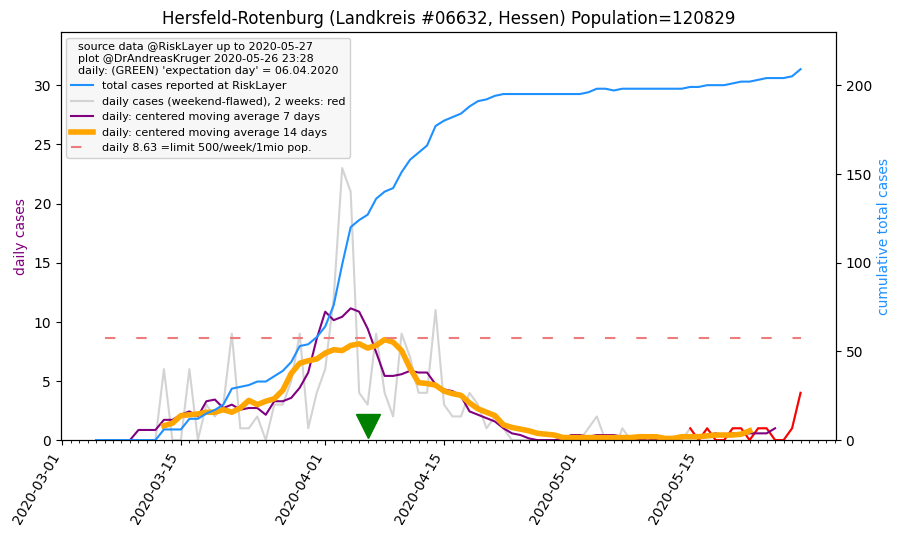 Hersfeld-Rotenburg (Landkreis #06632, Hessen) Population=120829
source data @RiskLayer up to 2020-05-27
plot @DrAndreasKruger 2020-05-26 23:28
daily: (GREEN) 'expectation day' = 06.04.2020
total cases reported at RiskLayer
daily cases (weekend-flawed), 2 weeks: red
daily: centered moving average 7 days
daily: centered moving average 14 days
daily 8.63 =limit 500/week/1mio pop.
daily cases
30
25
20
15
10
5
0
200
150
100
50
0
cumulative total cases
2020-03-01
2020-03-15
2020-04-01
2020-04-15
2020-05-01
2020-05-15